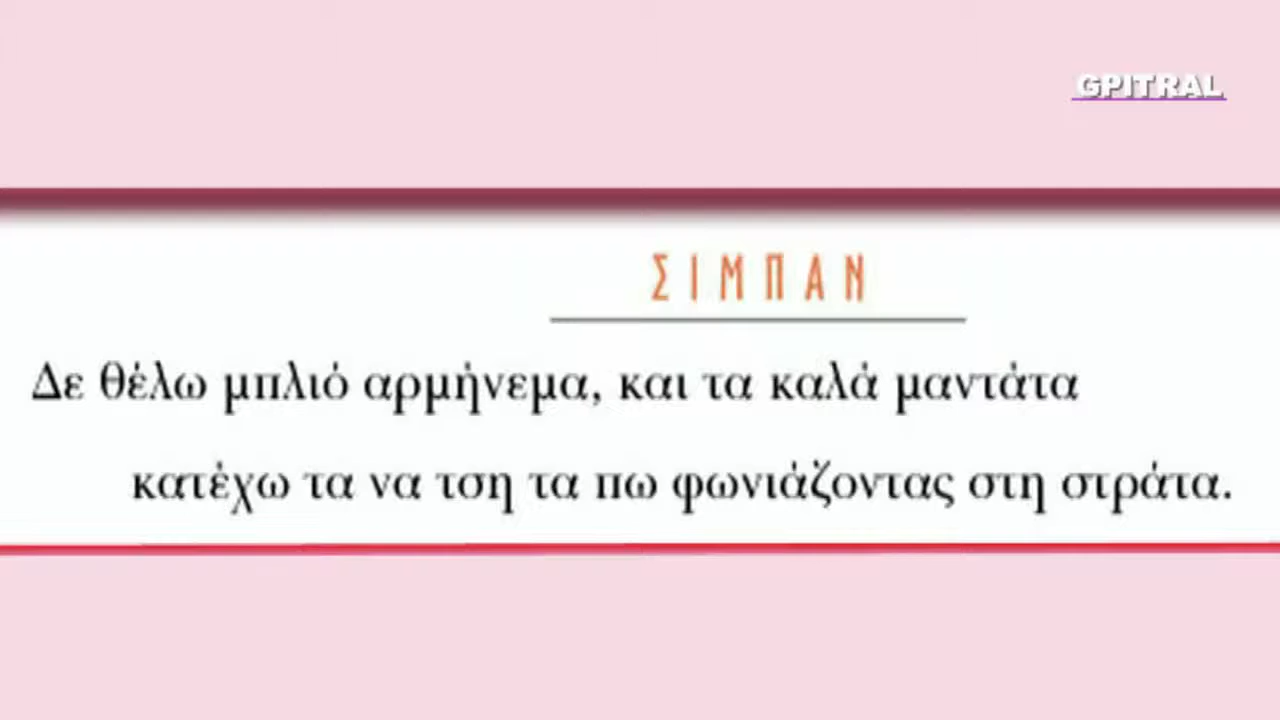 GPITRAL
ΣΙΜΠΑΝ
Δε θέλω μπλιό αρμήνεμα, και τα καλά μαντάτα
κατέχω τα να τση τα πω φωνιάζοντας στη στράτα.